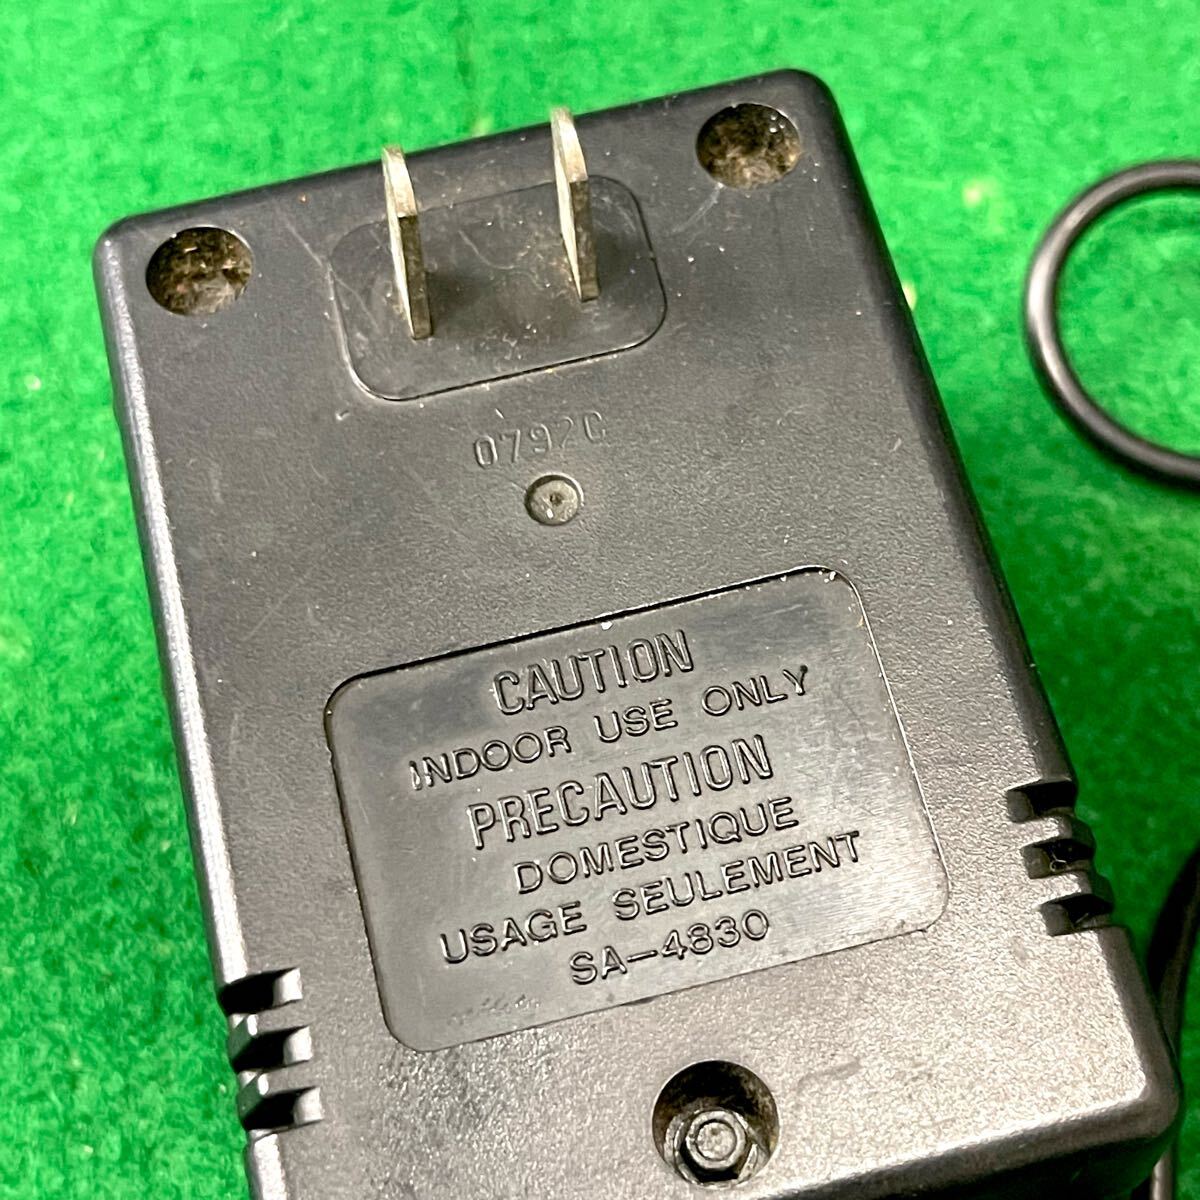 0792C
CAUTION
INDOOR USE ONLY
PRECAUTION
DOMESTIQUE
USAGE SEULEMENT
SA-4830